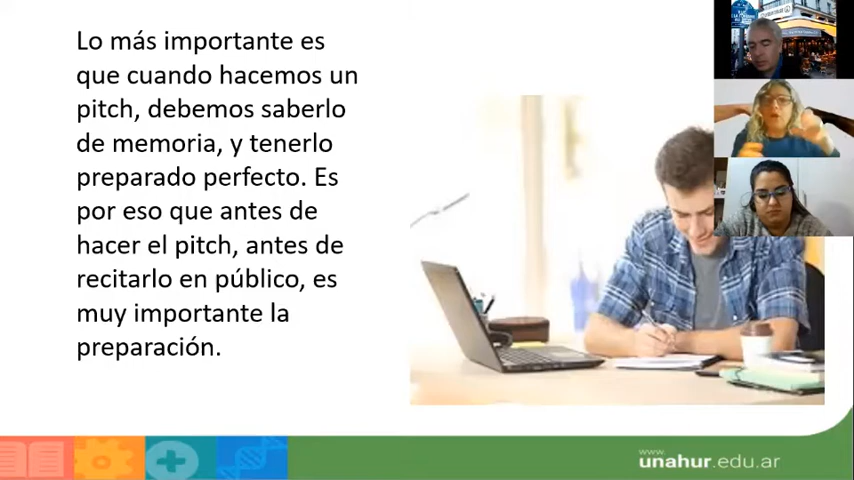 Lo más importante es
que cuando hacemos un
pitch, debemos saberlo
de memoria, y tenerlo
preparado perfecto. Es
por eso que antes de
hacer el pitch, antes de
recitarlo en público, es
muy importante la
preparación.
www.
unahur.edu.ar